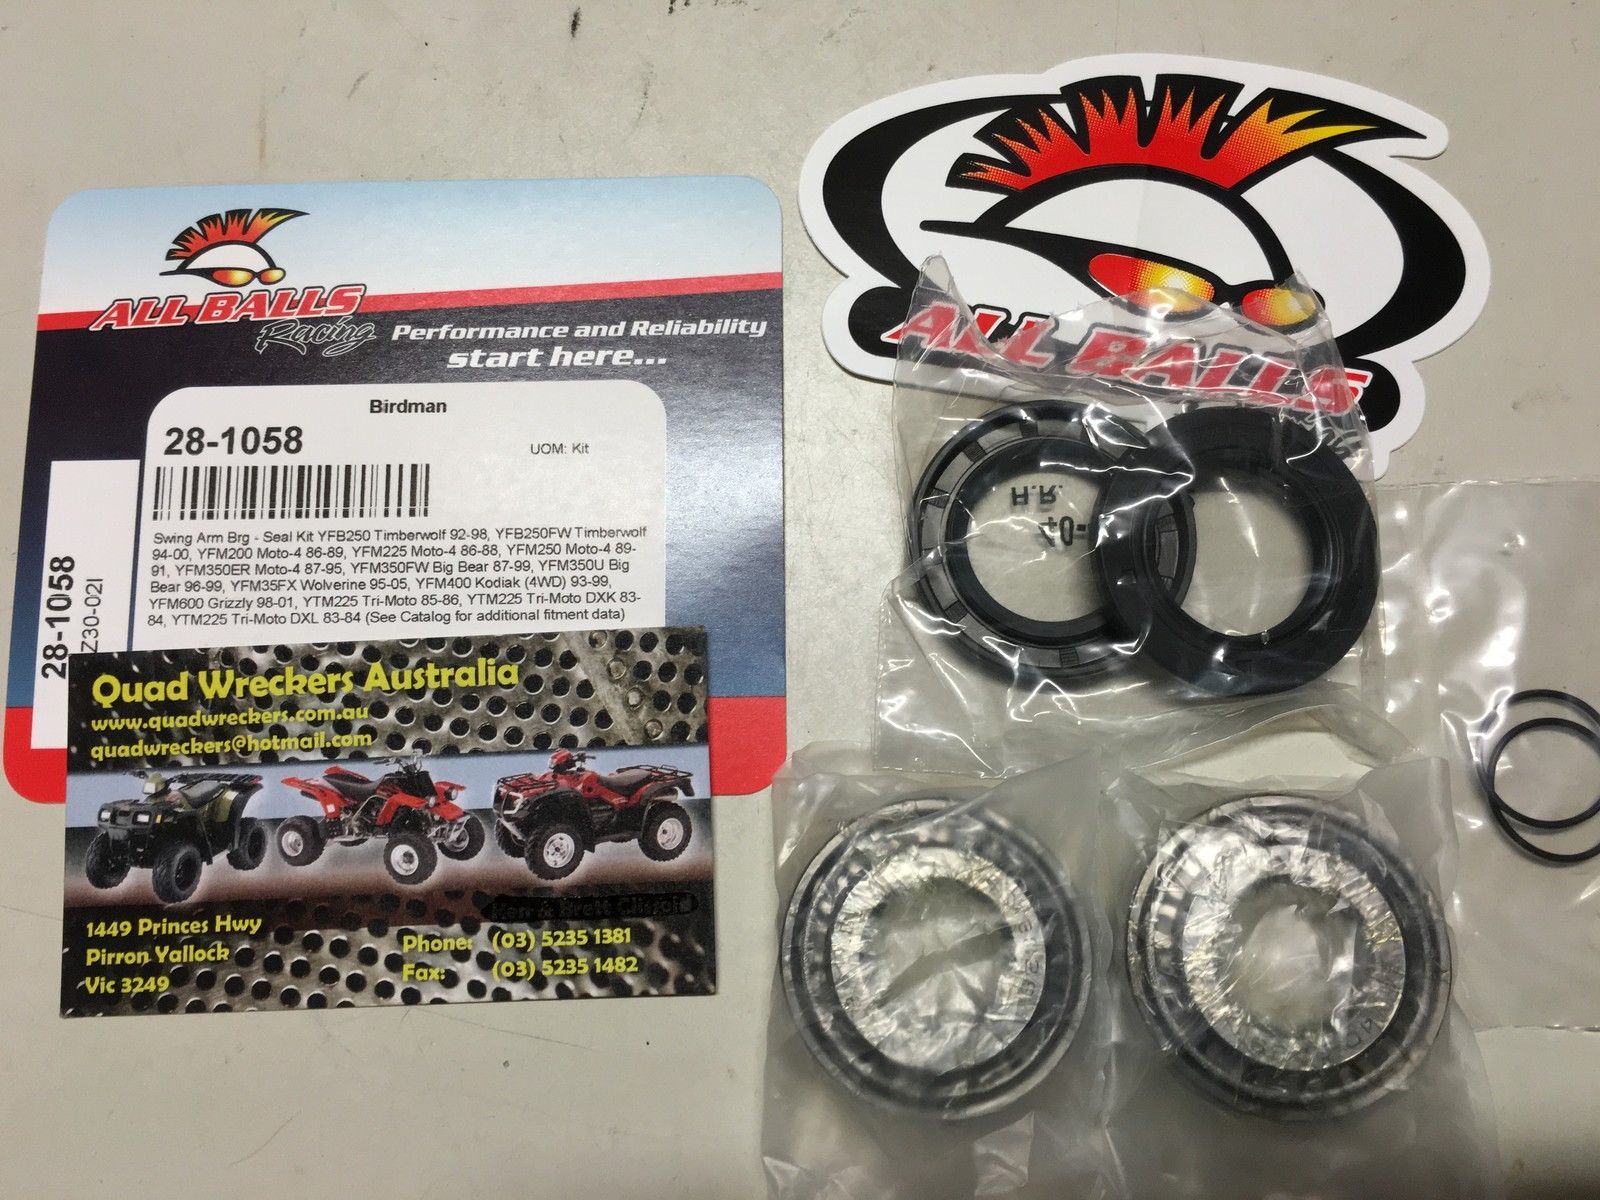 ALL BALLS
Racing
Performance and Reliability
start here...
Birdman
28-1058
UOM: Kit
Swing Arm Brg - Seal Kit YFB250 Timberwolf 92-98, YFB250FW Timberwolf
94-00, YFM200 Moto-4 86-89, YFM225 Moto-4 86-88, YFM250 Moto-4 89-
91, YFM350ER Moto-4 87-95, YFM350FW Big Bear 87-99, YFM350U Big
Bear 96-99, YFM35FX Wolverine 95-05, YFM400 Kodiak (4WD) 93-99,
YFM600 Grizzly 98-01, YTM225 Tri-Moto 85-86, YTM225 Tri-Moto DXK 83-
84, YTM225 Tri-Moto DXL 83-84 (See Catalog for additional fitment data)
28-1058
Z30-02I
Quad Wreckers Australia
www.quadwreckers.com.au
quadwreckers@hotmail.com
1449 Princes Hwy
Pirron Yallock
Vic 3249
Phone: (03) 5235 1381
Fax: (03) 5235 1482
ALL BALLS
H.R.
40-